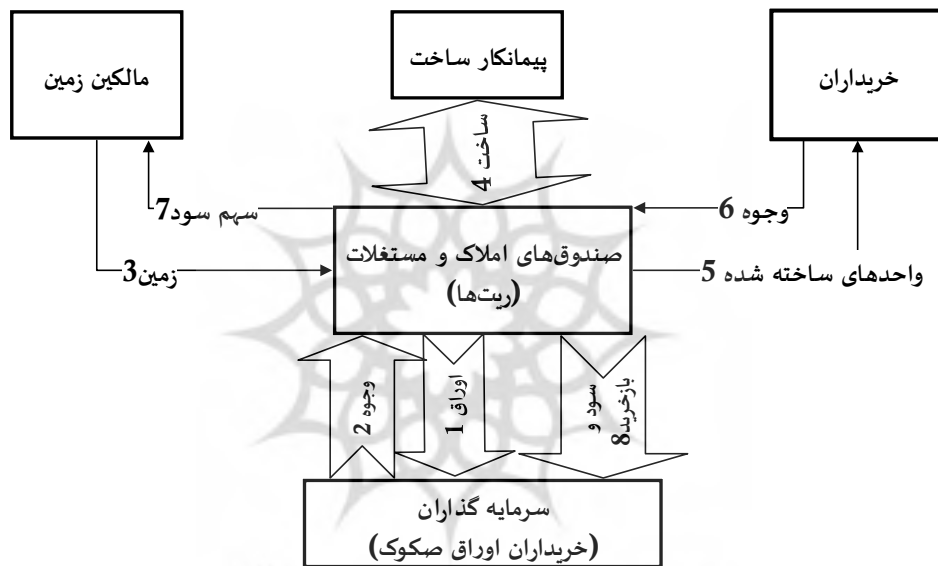 مالکین زمین
پیمانکار ساخت
خریداران
ساخت 4
سهم سود7
وجوه 6
زمین3
صندوق‌های املاک و مستغلات
(ریت‌ها)
واحدهای ساخته شده 5
وجوه 2
اوراق 1
سود و
بازخرید8
سرمایه گذاران
(خریداران اوراق صکوک)